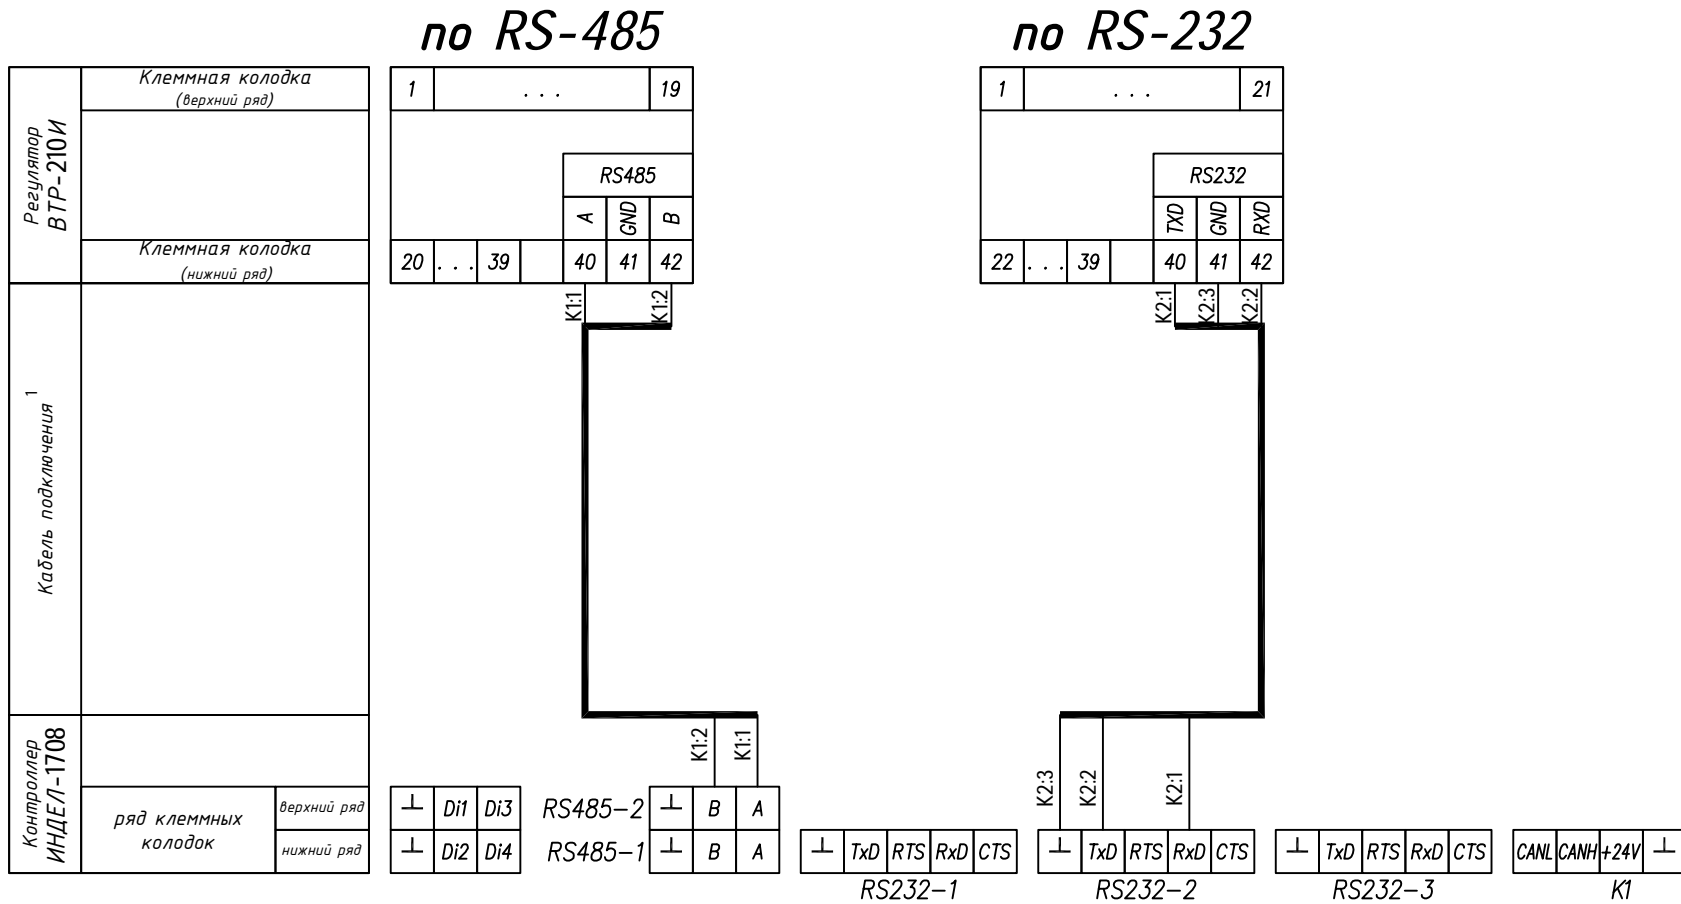 по RS-485
по RS-232
Регулятор
ВТР-210И
Клеммная колодка
(верхний ряд)
Клеммная колодка
(нижний ряд)
1 ... 19
RS485
A GND B
20 ... 39 40 41 42
K1:1 K1:2
1 ... 21
RS232
TXD GND RXD
22 ... 39 40 41 42
K2:1 K2:3 K2:2
Кабель подключения 1
Контроллер
ИНДЕЛ-1708
ряд клеммных
колодок
верхний ряд
нижний ряд
K1:2 K1:1
K2:3 K2:2 K2:1
⊥ Di1 Di3
RS485-2 ⊥ B A
⊥ Di2 Di4
RS485-1 ⊥ B A
⊥ TxD RTS RxD CTS
RS232-1
⊥ TxD RTS RxD CTS
RS232-2
⊥ TxD RTS RxD CTS
RS232-3
CANL CANH +24V ⊥
K1